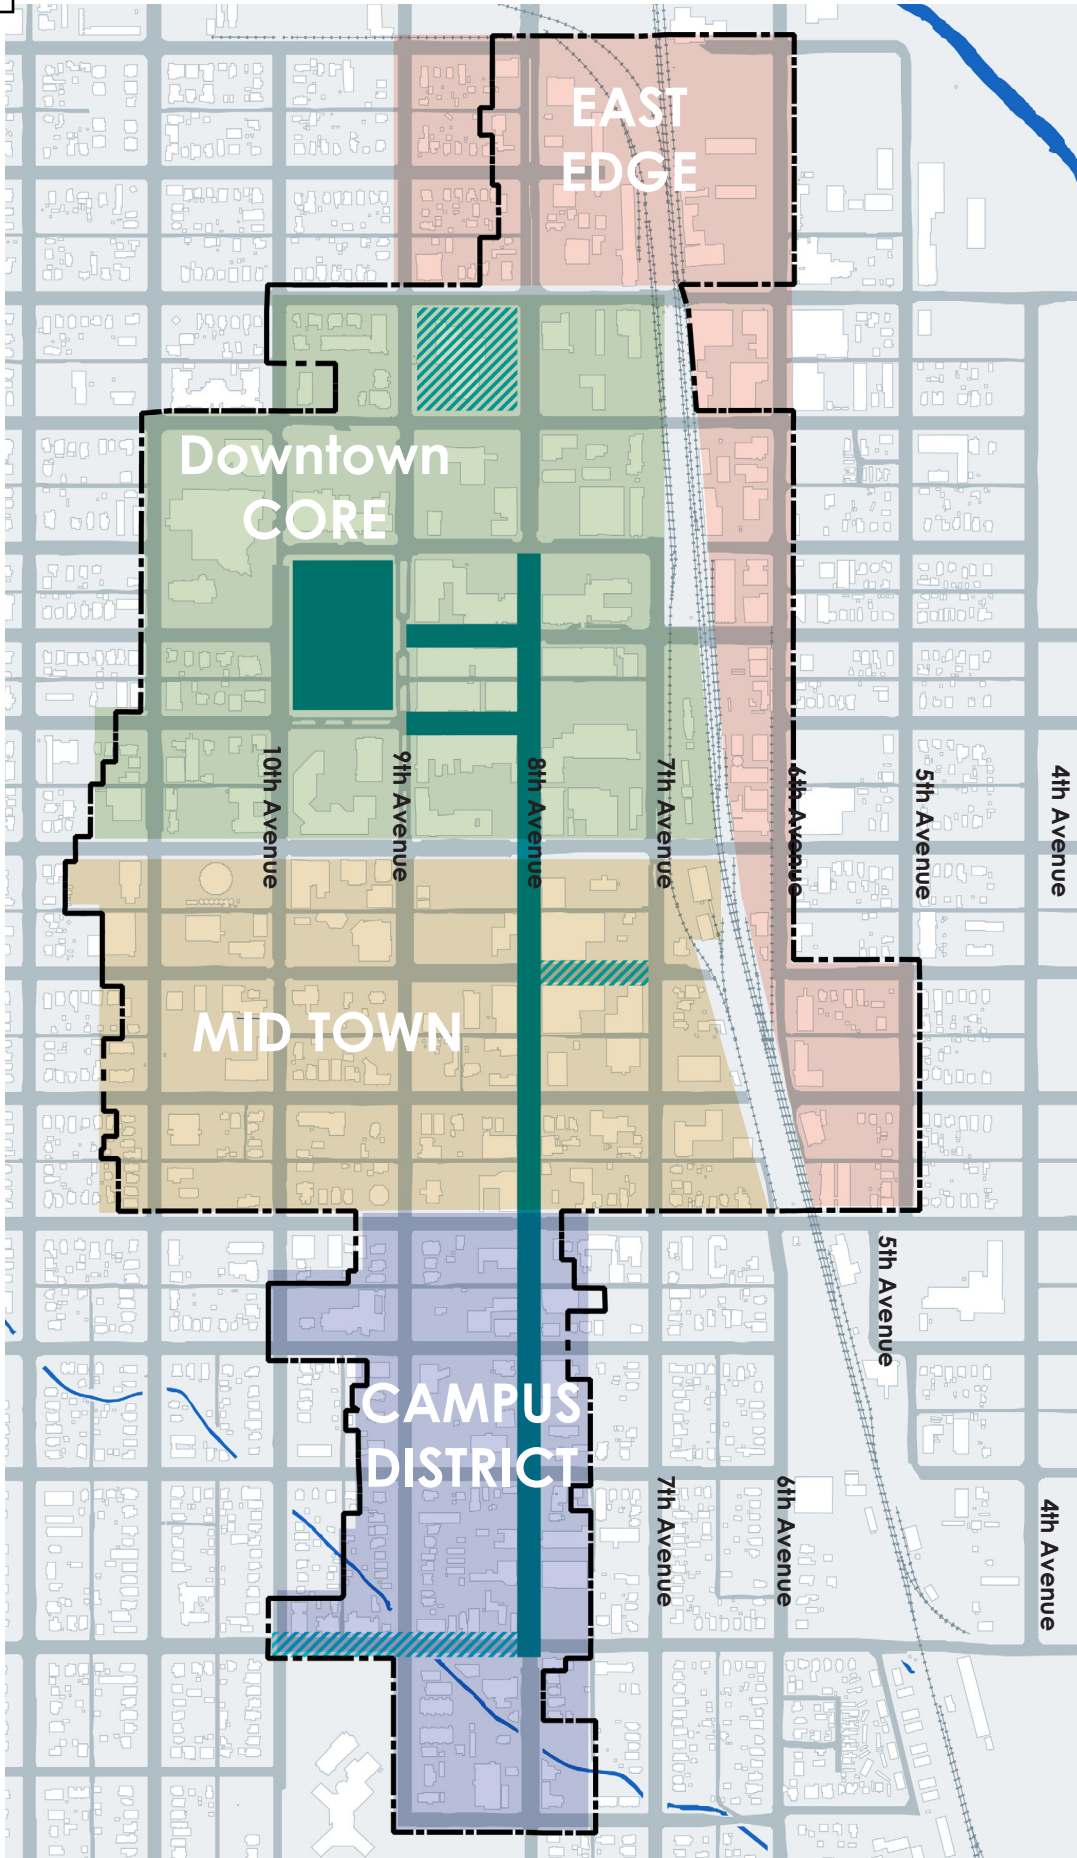 EAST
EDGE
Downtown
CORE
10th Avenue
9th Avenue
8th Avenue
7th Avenue
6th Avenue
5th Avenue
4th Avenue
MID TOWN
5th Avenue
CAMPUS
DISTRICT
7th Avenue
6th Avenue
4th Avenue